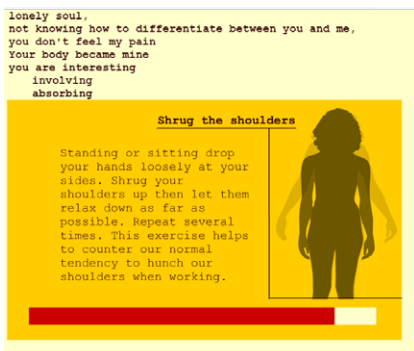 lonely soul,
not knowing how to differentiate between you and me,
you don't feel my pain
Your body became mine
you are interesting
involving
absorbing
Shrug the shoulders
Standing or sitting drop
your hands loosely at your
sides. Shrug your
shoulders up then let them
relax down as far as
possible. Repeat several
times. This exercise helps
to counter our normal
tendency to hunch our
shoulders when working.